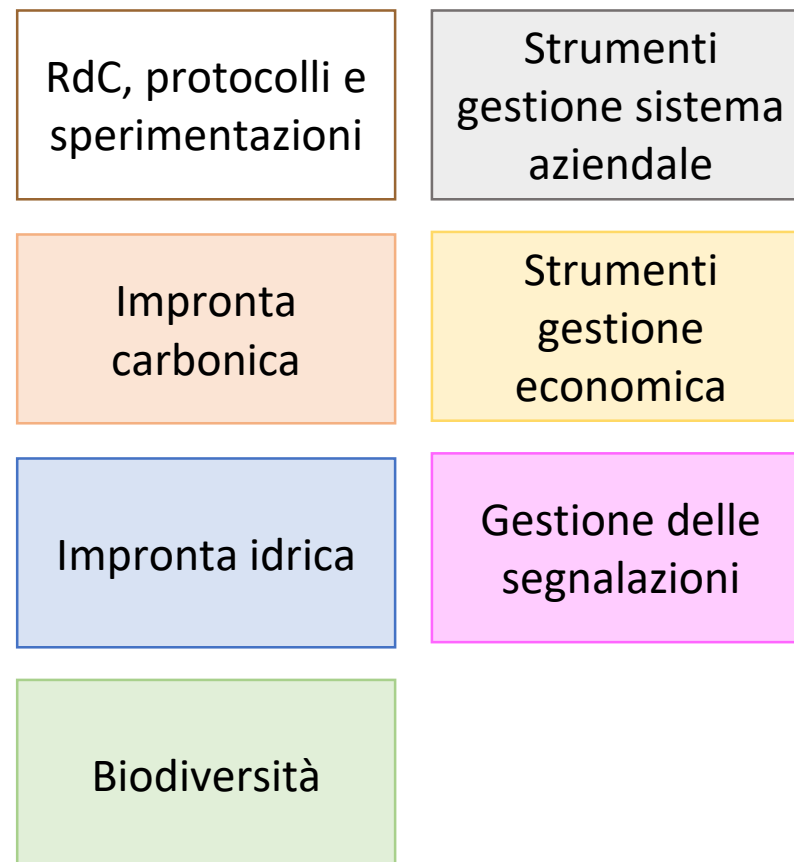 RdC, protocolli e
sperimentazioni
Strumenti
gestione sistema
aziendale
Impronta
carbonica
Strumenti
gestione
economica
Impronta idrica
Gestione delle
segnalazioni
Biodiversità